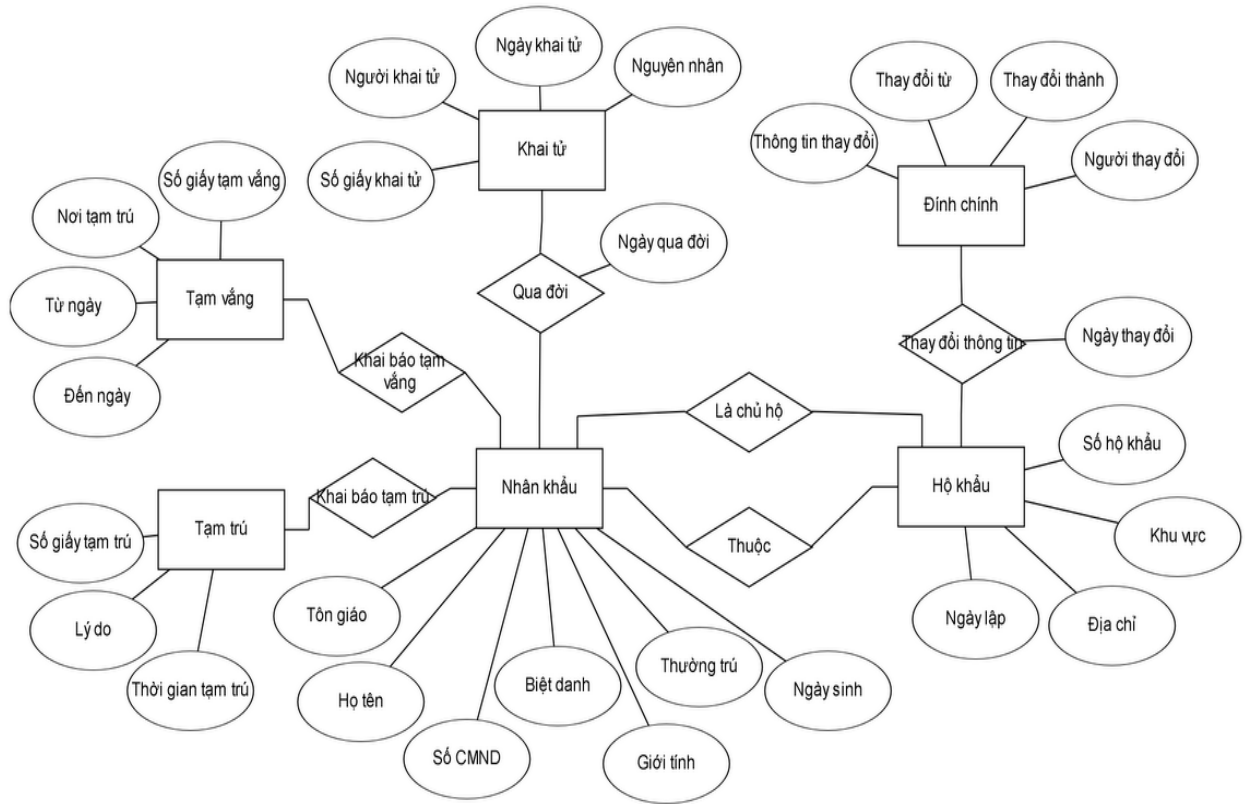 Ngày khai tử
Người khai tử
Nguyên nhân
Thay đổi từ
Thay đổi thành
Khai tử
Thông tin thay đổi
Người thay đổi
Số giấy tạm vắng
Số giấy khai tử
Đính chính
Nơi tạm trú
Ngày qua đời
Từ ngày
Tạm vắng
Qua đời
Thay đổi thông tin
Ngày thay đổi
Khai báo tạm
vắng
Đến ngày
Là chủ hộ
Số hộ khẩu
Nhân khẩu
Hộ khẩu
Khai báo tạm trú
Tạm trú
Số giấy tạm trú
Khu vực
Thuộc
Tôn giáo
Ngày lập
Địa chỉ
Lý do
Thường trú
Thời gian tạm trú
Biệt danh
Ngày sinh
Họ tên
Số CMND
Giới tính